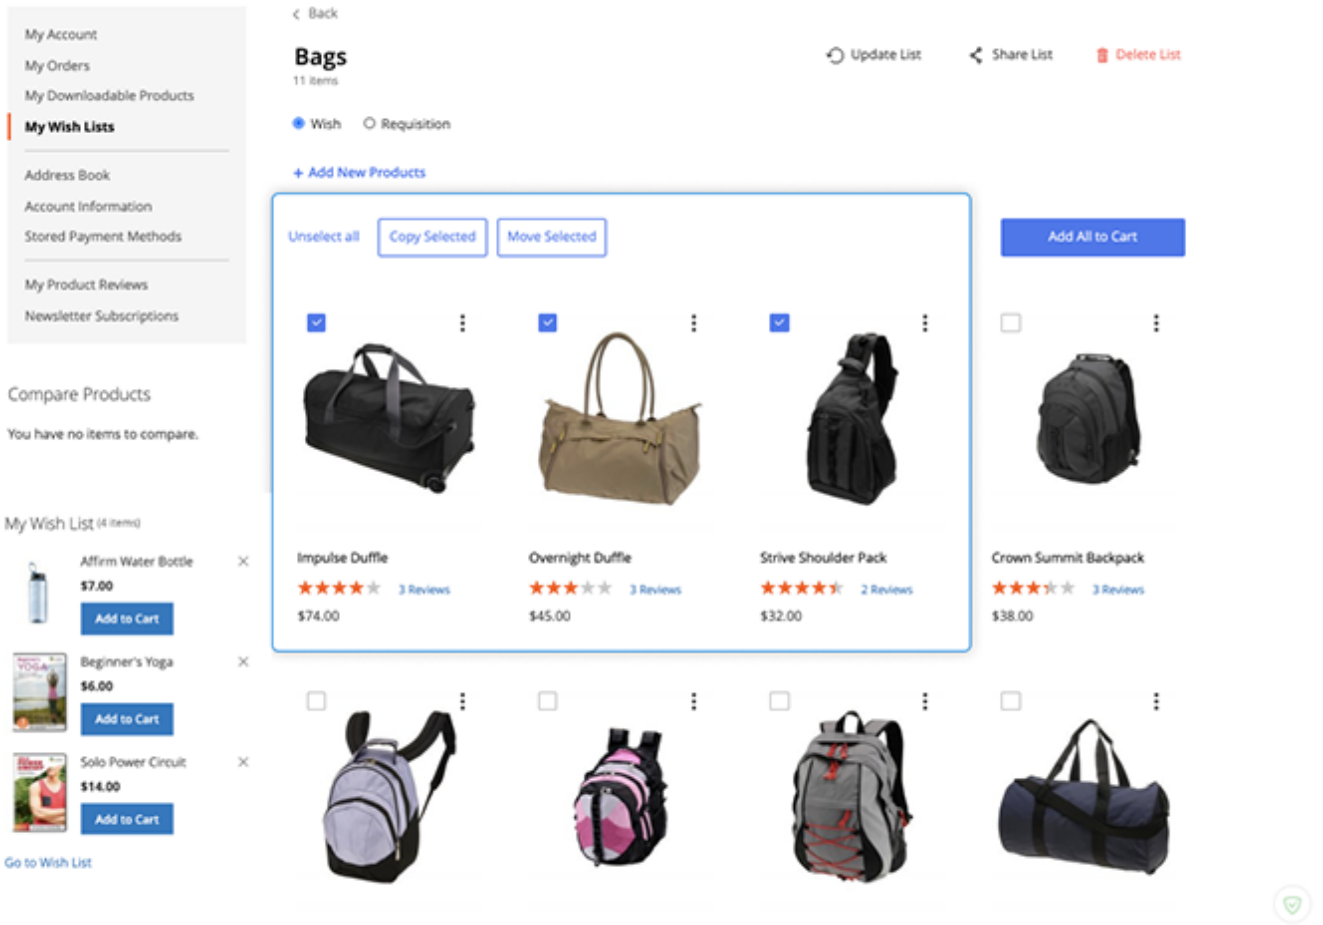 My Account
My Orders
My Downloadable Products
My Wish Lists
Address Book
Account Information
Stored Payment Methods
My Product Reviews
Newsletter Subscriptions
Compare Products
You have no items to compare.
My Wish List (4 items)
Affirm Water Bottle
$7.00
Add to Cart
Beginner's Yoga
$6.00
Add to Cart
Solo Power Circuit
$14.00
Add to Cart
Go to Wish List
Back
Bags
11 items
Update List
Share List
Delete List
Wish
Requisition
+ Add New Products
Unselect all
Copy Selected
Move Selected
Add All to Cart
Impulse Duffle
3 Reviews
$74.00
Overnight Duffle
3 Reviews
$45.00
Strive Shoulder Pack
2 Reviews
$32.00
Crown Summit Backpack
3 Reviews
$38.00